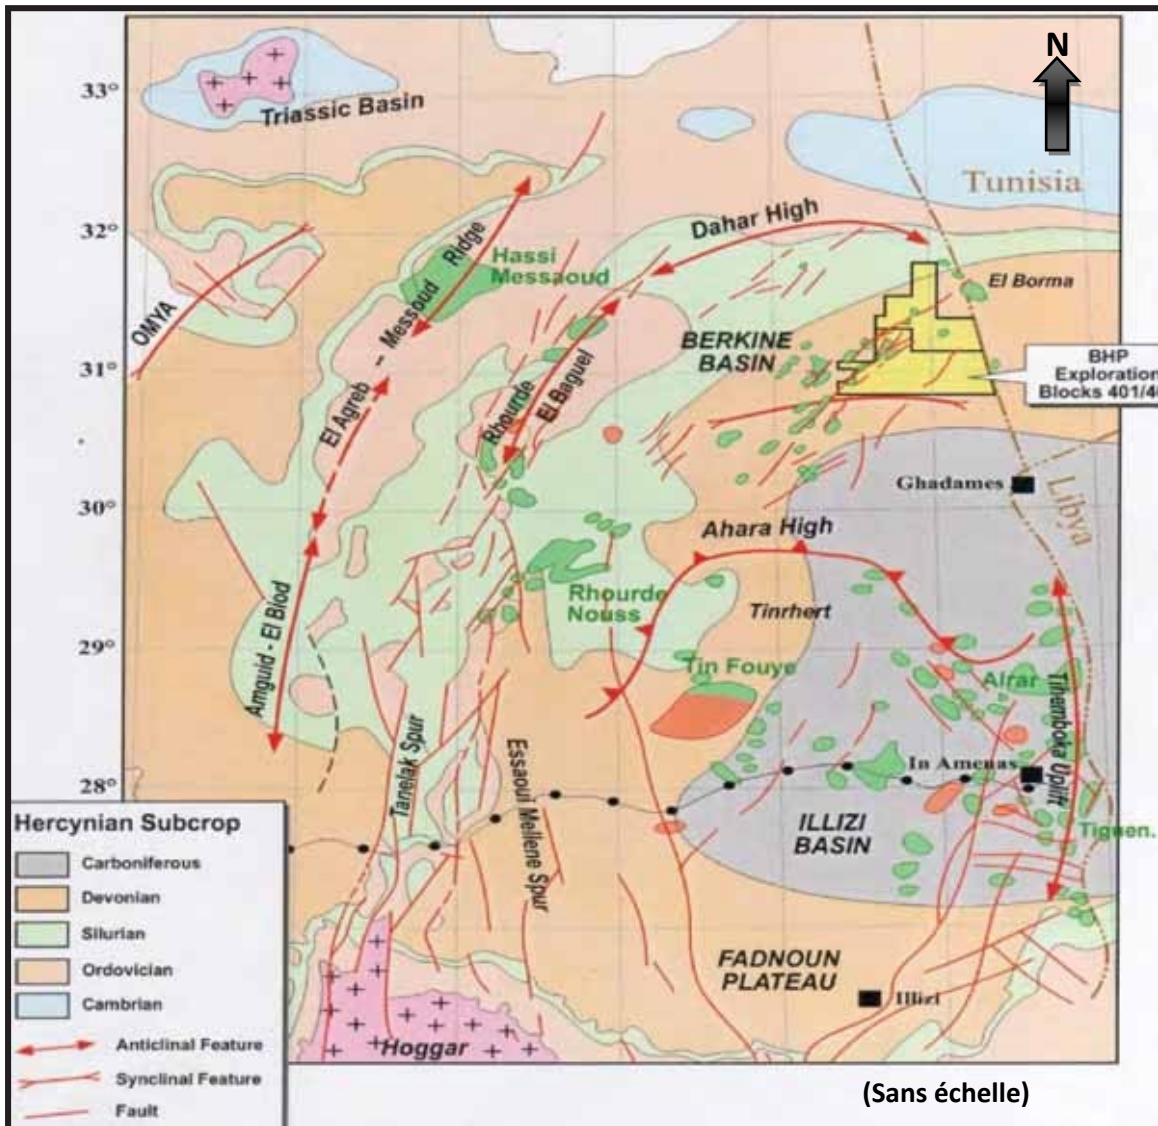 N
33°
32°
31°
30°
29°
28°
Triassic Basin
Tunisia
OMYA
El Agreb - Messaoud Ridge
Hassi
Messaoud
Dahar High
El Borma
BERKINE
BASIN
BHP
Exploration
Blocks 401/40
Rhourde
El Baguel
Ghadames
Libya
Ahara High
Amguid - El Biod
Rhourde
Nouss
Tinrhert
Tin Fouye
Alrar
Tihemboka Uplift
Tanelak Spur
Essaoui Mellene Spur
In Amenas
ILLIZI
BASIN
Tiguen.
FADNOUN
PLATEAU
Illizi
Hoggar
Hercynian Subcrop
Carboniferous
Devonian
Silurian
Ordovician
Cambrian
Anticlinal Feature
Synclinal Feature
Fault
(Sans échelle)